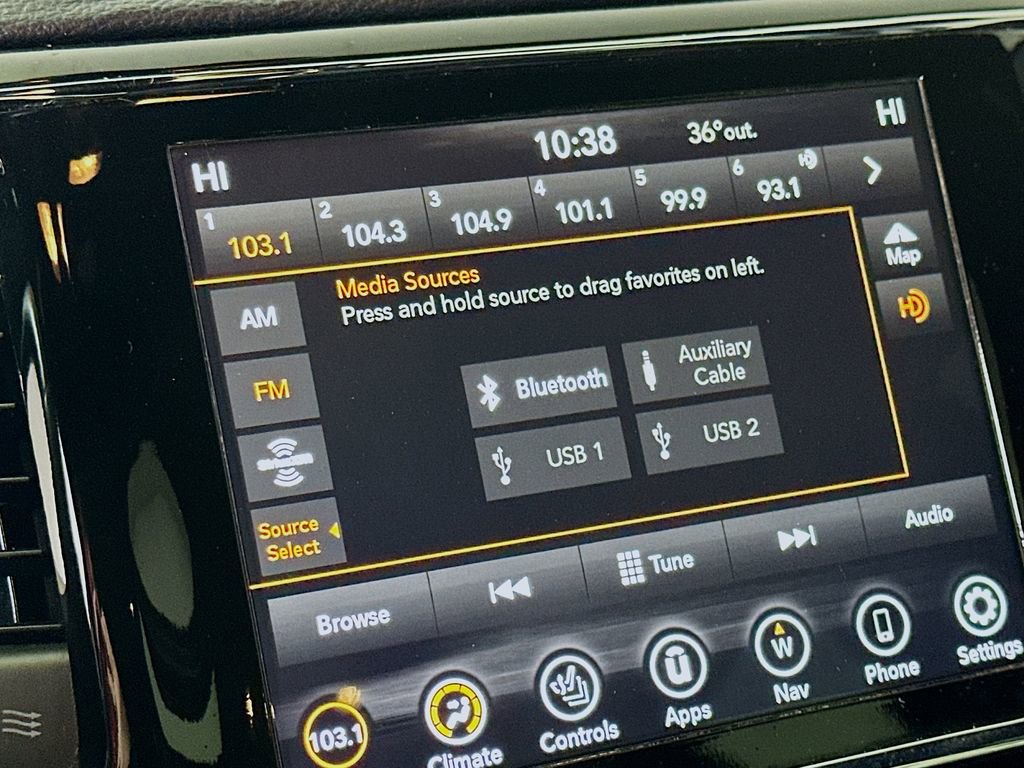 HI
10:38
36°out.
HI
1 103.1
2 104.3
3 104.9
4 101.1
5 99.9
6 93.1 HD
Media Sources
Press and hold source to drag favorites on left.
AM
FM
Source
Select
Bluetooth
Auxiliary
Cable
USB 1
USB 2
Map
HD
Browse
Tune
Audio
103.1
Climate
Controls
Apps
W
Nav
Phone
Settings